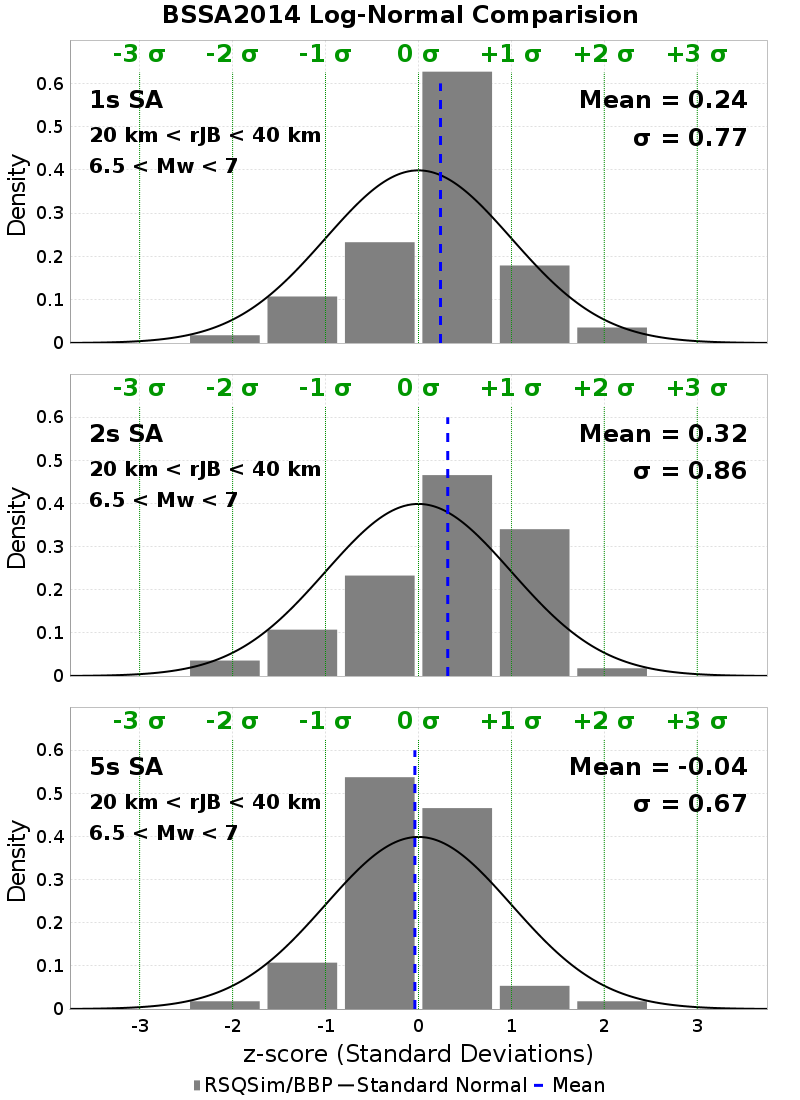 BSSA2014 Log-Normal Comparision
-3 σ -2 σ -1 σ 0 σ +1 σ +2 σ +3 σ
0.6
1s SA Mean = 0.24
0.5
20 km < rJB < 40 km σ = 0.77
6.5 < Mw < 7
0.4
0.3
0.2
0.1
0
Density
-3 σ -2 σ -1 σ 0 σ +1 σ +2 σ +3 σ
0.6
2s SA Mean = 0.32
0.5
20 km < rJB < 40 km σ = 0.86
6.5 < Mw < 7
0.4
0.3
0.2
0.1
0
Density
-3 σ -2 σ -1 σ 0 σ +1 σ +2 σ +3 σ
0.6
5s SA Mean = -0.04
0.5
20 km < rJB < 40 km σ = 0.67
6.5 < Mw < 7
0.4
0.3
0.2
0.1
0
Density
-3 -2 -1 0 1 2 3
z-score (Standard Deviations)
RSQSim/BBP Standard Normal Mean